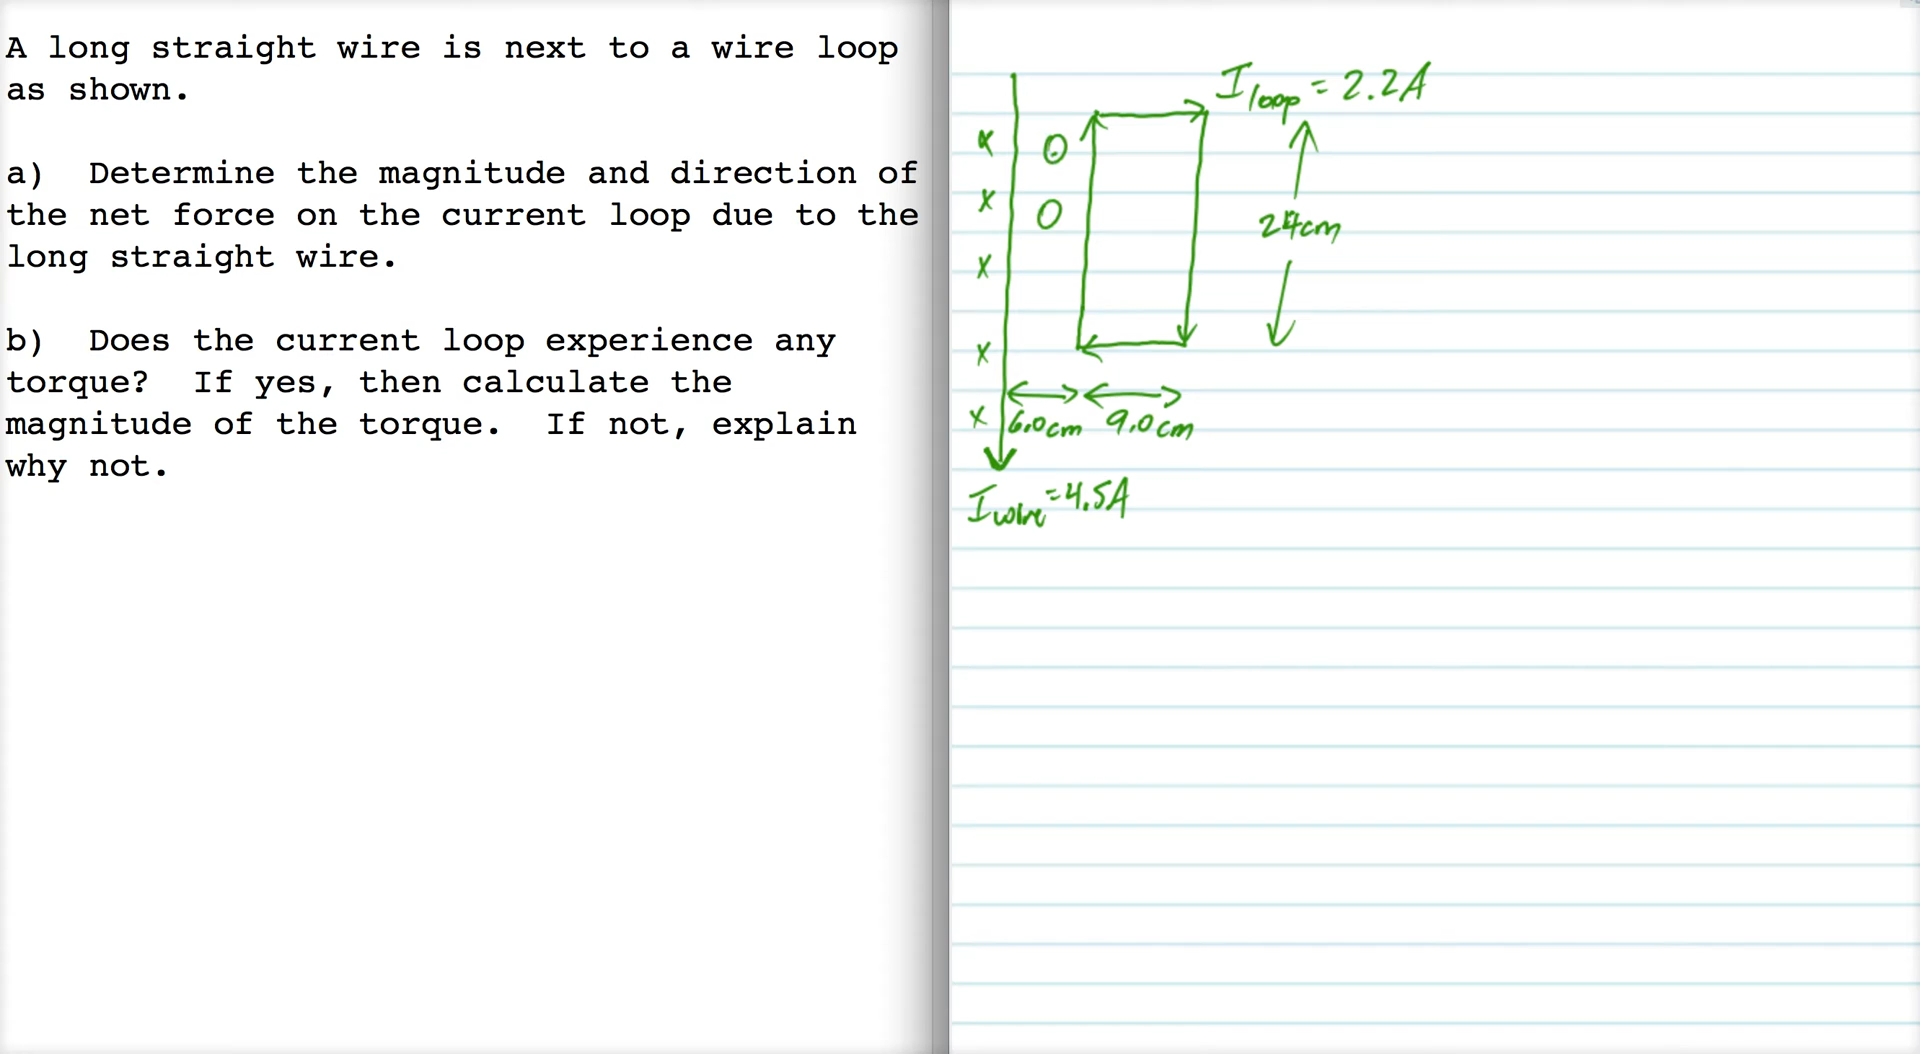 A long straight wire is next to a wire loop
as shown.
a) Determine the magnitude and direction of
the net force on the current loop due to the
long straight wire.
b) Does the current loop experience any
torque? If yes, then calculate the
magnitude of the torque. If not, explain
why not.
I loop = 2.2A
x
x
24cm
x
x
x 6.0cm 9.0cm
I wire = 4.5A